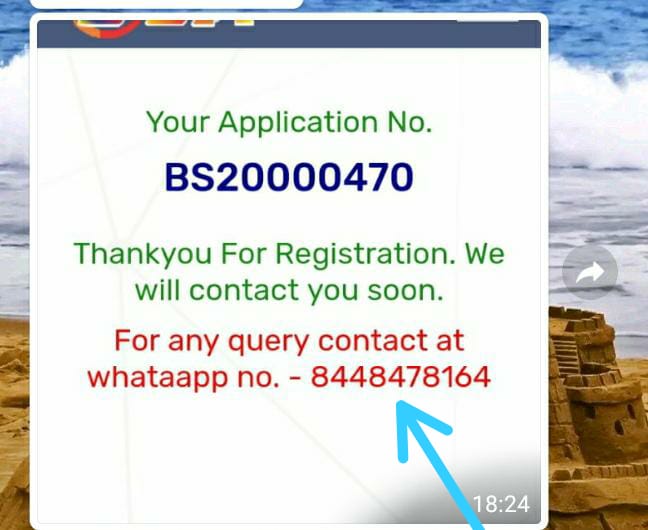 Your Application No.
BS20000470
Thankyou For Registration. We
will contact you soon.
For any query contact at
whataapp no. - 8448478164
18:24